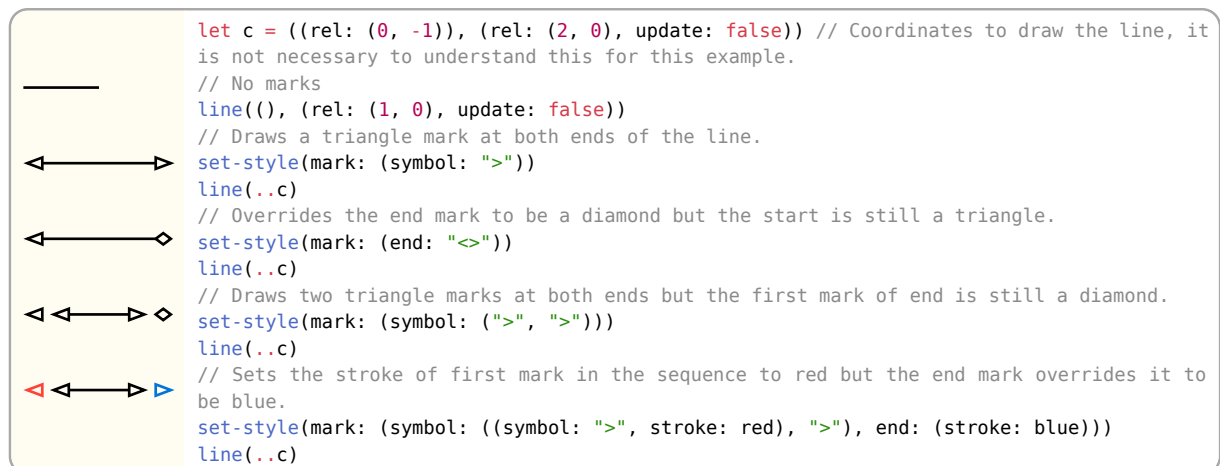 let c = ((rel: (0, -1)), (rel: (2, 0), update: false)) // Coordinates to draw the line, it
is not necessary to understand this for this example.
// No marks
line((), (rel: (1, 0), update: false))
// Draws a triangle mark at both ends of the line.
set-style(mark: (symbol: ">"))
line(..c)
// Overrides the end mark to be a diamond but the start is still a triangle.
set-style(mark: (end: "<>"))
line(..c)
// Draws two triangle marks at both ends but the first mark of end is still a diamond.
set-style(mark: (symbol: (">", ">")))
line(..c)
// Sets the stroke of first mark in the sequence to red but the end mark overrides it to
be blue.
set-style(mark: (symbol: ((symbol: ">", stroke: red), ">"), end: (stroke: blue)))
line(..c)